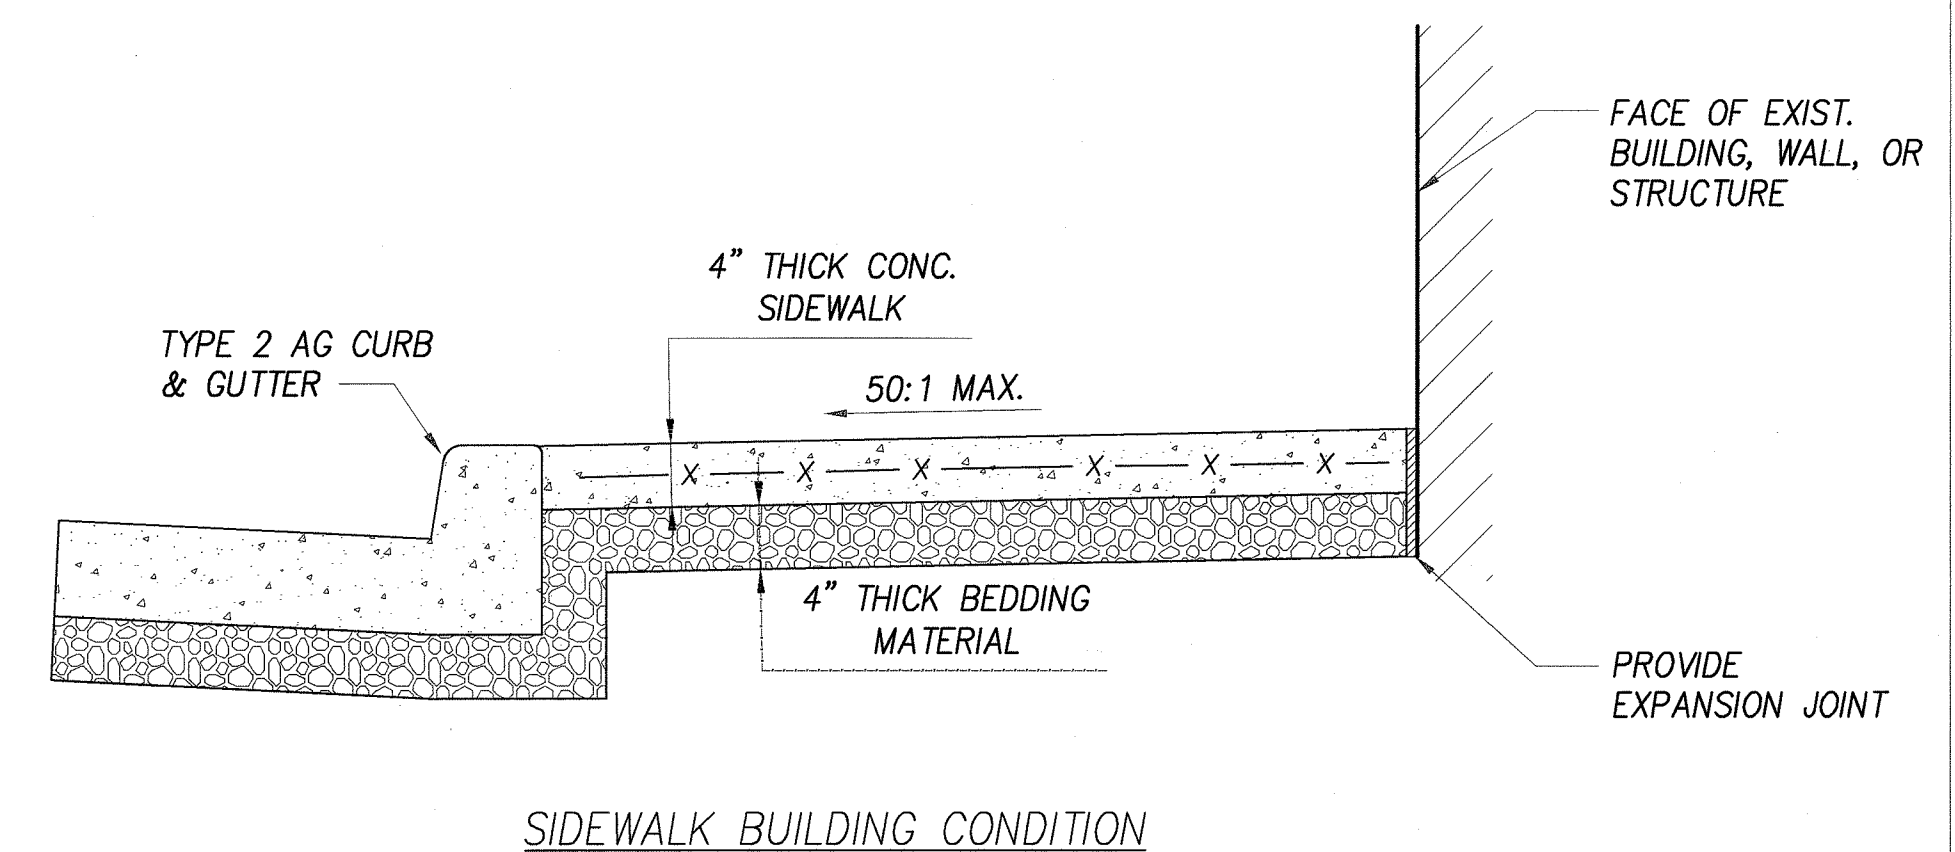 FACE OF EXIST.
BUILDING, WALL, OR
STRUCTURE
4" THICK CONC.
SIDEWALK
TYPE 2 AG CURB
& GUTTER
50:1 MAX.
X X X X X X
4" THICK BEDDING
MATERIAL
PROVIDE
EXPANSION JOINT
SIDEWALK BUILDING CONDITION